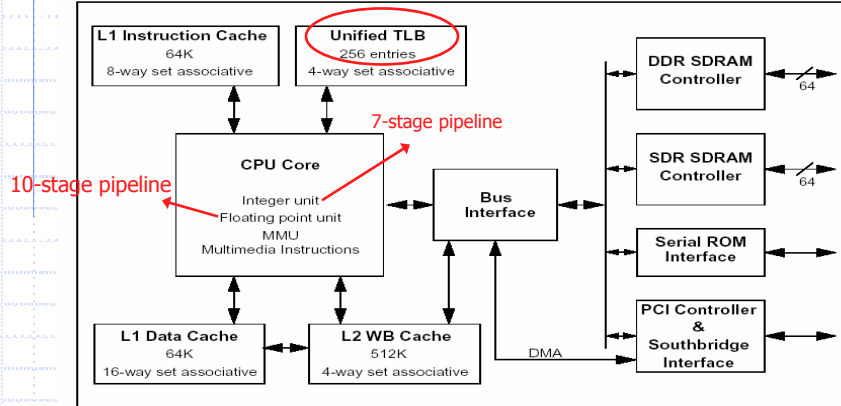 L1 Instruction Cache
64K
8-way set associative
Unified TLB
256 entries
4-way set associative
DDR SDRAM
Controller
64
7-stage pipeline
10-stage pipeline
CPU Core
Integer unit
Floating point unit
MMU
Multimedia Instructions
Bus
Interface
SDR SDRAM
Controller
64
Serial ROM
Interface
L1 Data Cache
64K
16-way set associative
L2 WB Cache
512K
4-way set associative
DMA
PCI Controller
&
Southbridge
Interface